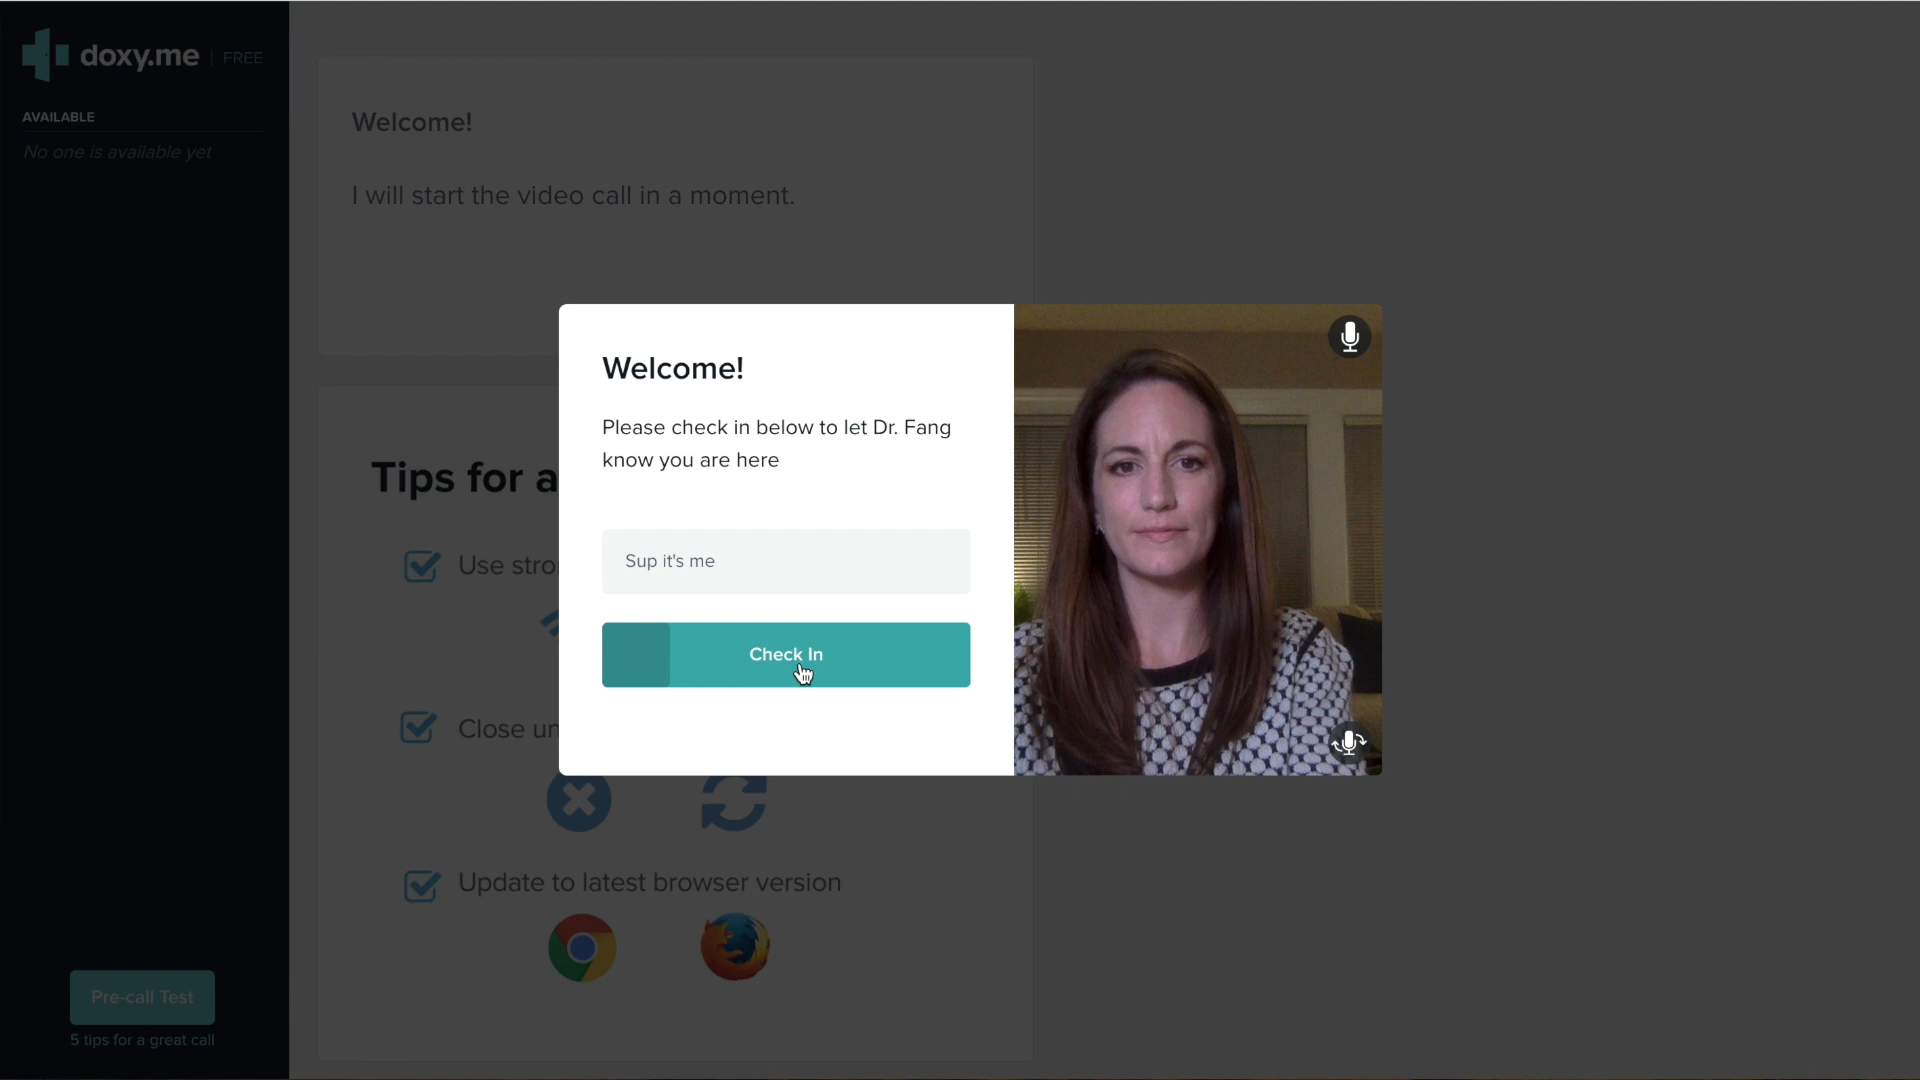 doxy.me | FREE
AVAILABLE
No one is available yet
Welcome!
I will start the video call in a moment.
Welcome!
Please check in below to let Dr. Fang
know you are here
Sup it's me
Check In
Tips for a
Use stro
Close un
Update to latest browser version
Pre-call Test
5 tips for a great call